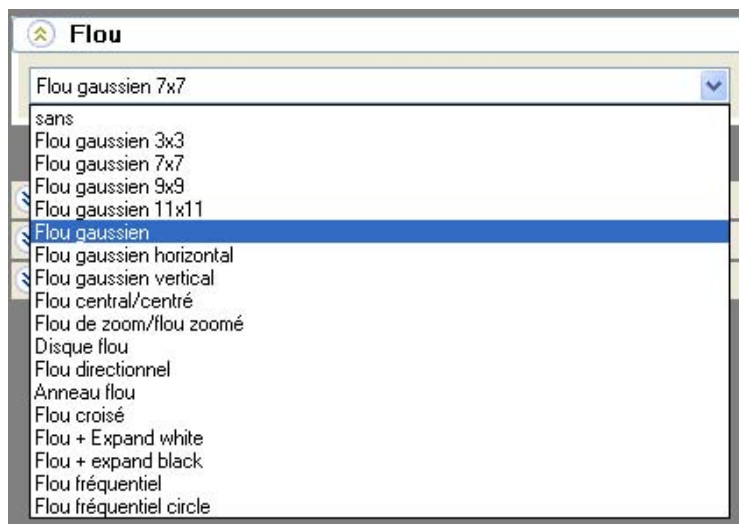 Flou
Flou gaussien 7x7
sans
Flou gaussien 3x3
Flou gaussien 7x7
Flou gaussien 9x9
Flou gaussien 11x11
Flou gaussien
Flou gaussien horizontal
Flou gaussien vertical
Flou central/centré
Flou de zoom/flou zoomé
Disque flou
Flou directionnel
Anneau flou
Flou croisé
Flou + Expand white
Flou + expand black
Flou fréquentiel
Flou fréquentiel circle